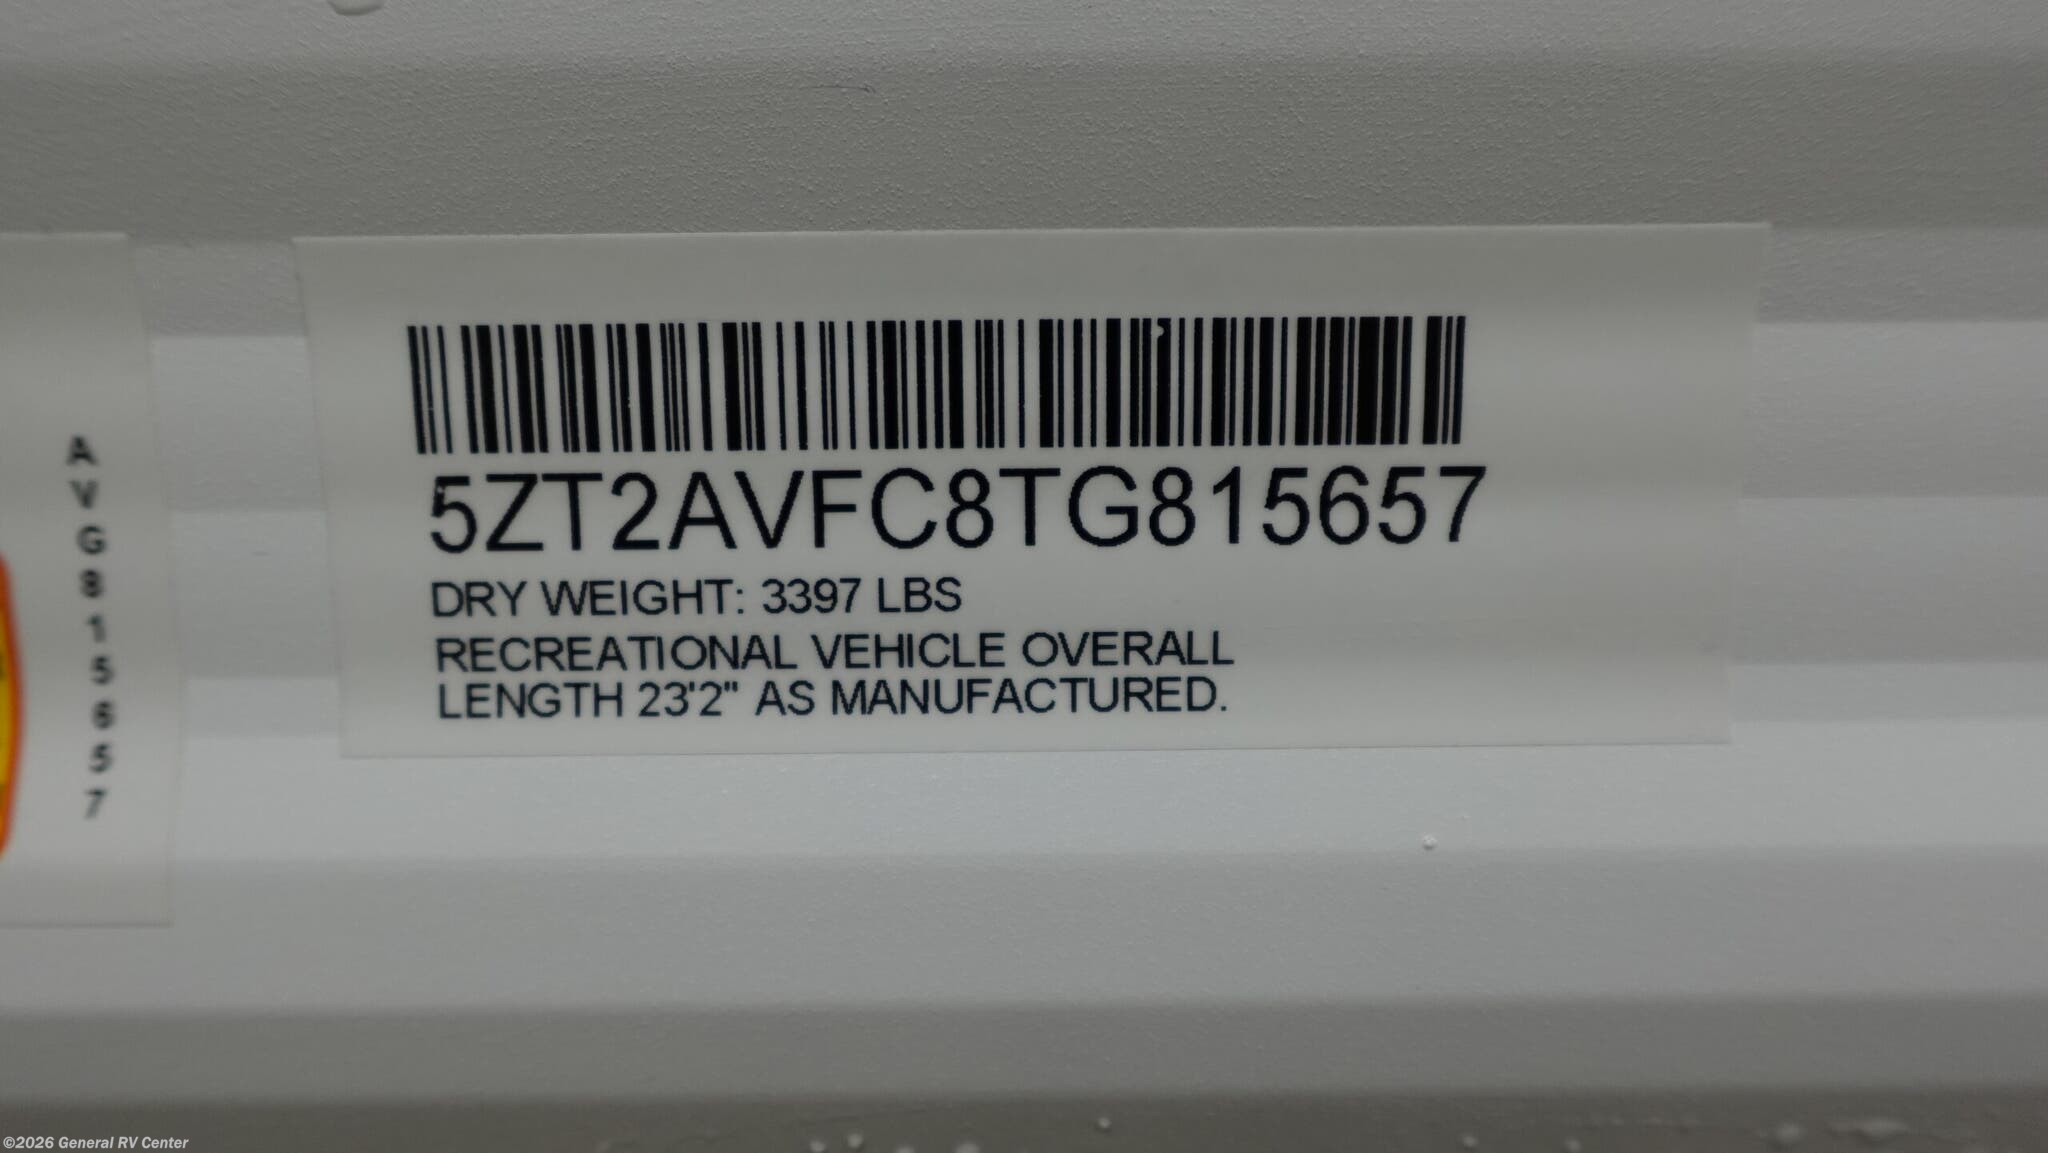 AVG815657
5ZT2AVFC8TG815657
DRY WEIGHT: 3397 LBS
RECREATIONAL VEHICLE OVERALL
LENGTH 23'2" AS MANUFACTURED.
©2026 General RV Center